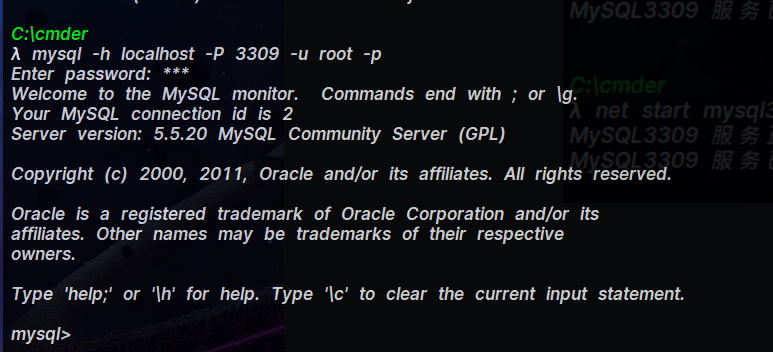 C:\cmder
λ mysql -h localhost -P 3309 -u root -p
Enter password: ***
Welcome to the MySQL monitor.  Commands end with ; or \g.
Your MySQL connection id is 2
Server version: 5.5.20 MySQL Community Server (GPL)
Copyright (c) 2000, 2011, Oracle and/or its affiliates. All rights reserved.
Oracle is a registered trademark of Oracle Corporation and/or its
affiliates. Other names may be trademarks of their respective
owners.
Type 'help;' or '\h' for help. Type '\c' to clear the current input statement.
mysql>
MySQL3309 服务
C:\cmder
λ net start
MySQL3309 服务
MySQL3309 服务